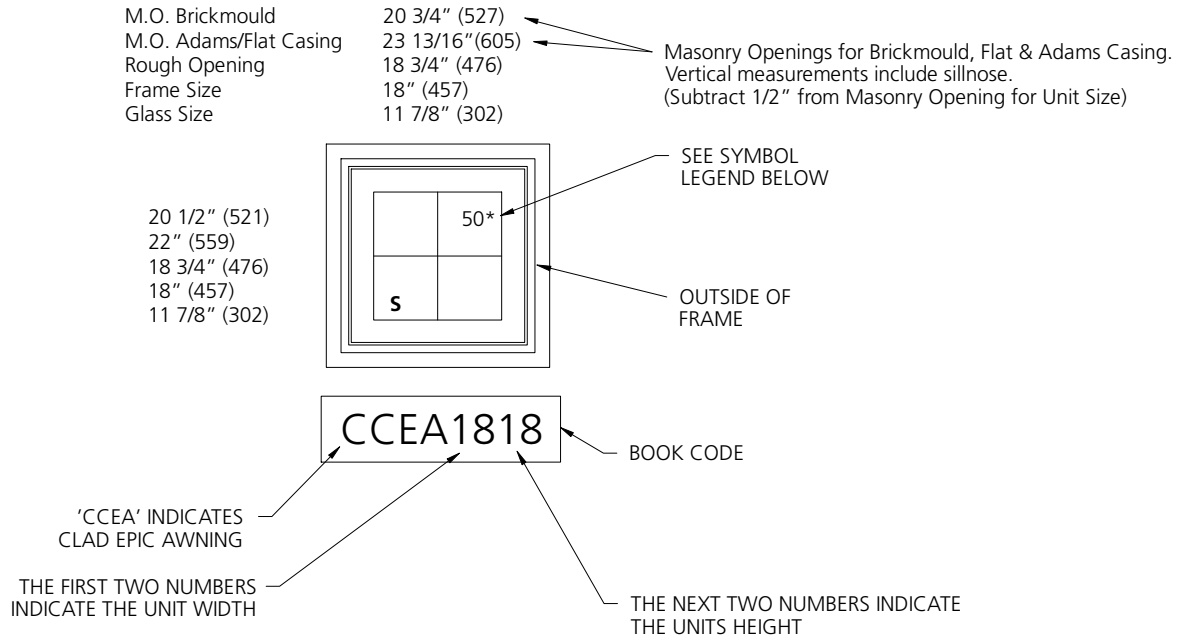 M.O. Brickmould 20 3/4” (527)
M.O. Adams/Flat Casing 23 13/16”(605)
Rough Opening 18 3/4” (476)
Frame Size 18” (457)
Glass Size 11 7/8” (302)
Masonry Openings for Brickmould, Flat & Adams Casing.
Vertical measurements include sillnose.
(Subtract 1/2” from Masonry Opening for Unit Size)
SEE SYMBOL
LEGEND BELOW
20 1/2” (521)
22” (559)
18 3/4” (476)
18” (457)
11 7/8” (302)
50*
S
OUTSIDE OF
FRAME
CCEA1818
BOOK CODE
'CCEA' INDICATES
CLAD EPIC AWNING
THE FIRST TWO NUMBERS
INDICATE THE UNIT WIDTH
THE NEXT TWO NUMBERS INDICATE
THE UNITS HEIGHT